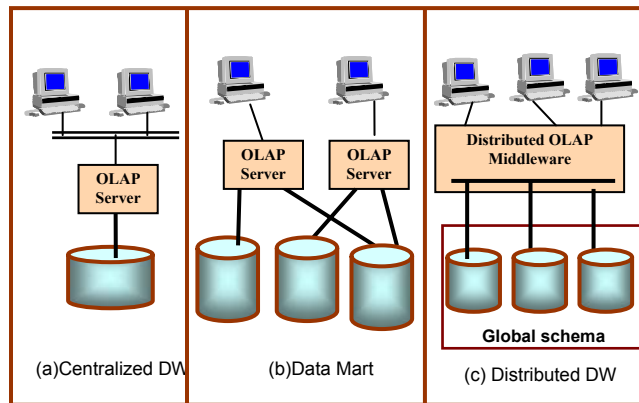 OLAP
Server
(a)Centralized DW
OLAP
Server
OLAP
Server
(b)Data Mart
Distributed OLAP
Middleware
Global schema
(c) Distributed DW